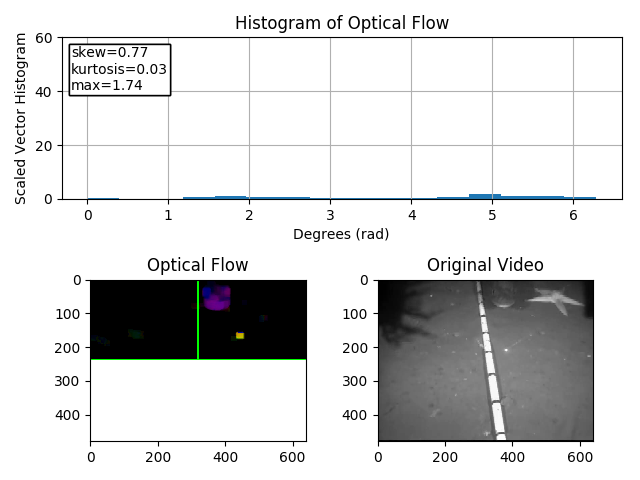 Histogram of Optical Flow
Scaled Vector Histogram
60
40
20
0
skew=0.77
kurtosis=0.03
max=1.74
0 1 2 3 4 5 6
Degrees (rad)
Optical Flow
0
100
200
300
400
0 200 400 600
Original Video
0
100
200
300
400
0 200 400 600